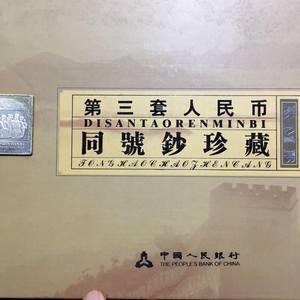 第三套人民币
DISANTAORENMINBI
同號鈔珍藏
TONGHAOCHAOZHENCANG
中國人民銀行
THE PEOPLE'S BANK OF CHINA